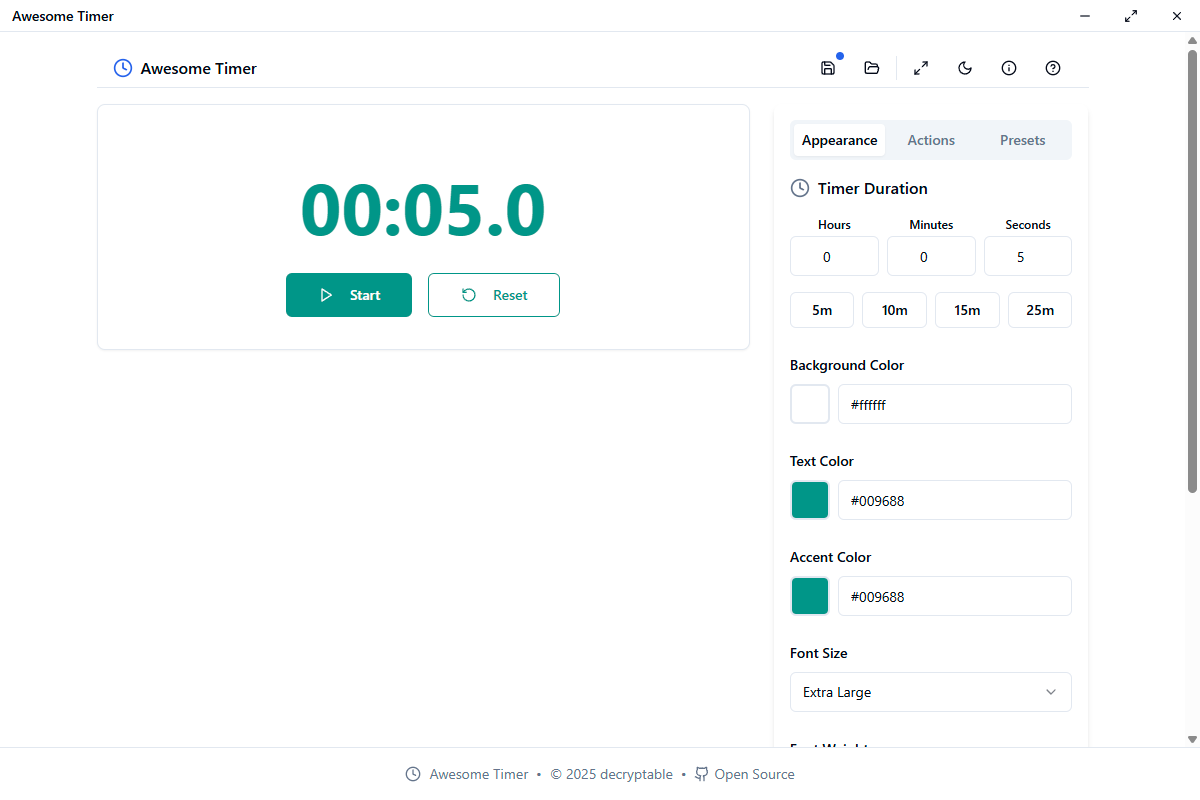 Awesome Timer
Awesome Timer
00:05.0
Start
Reset
Appearance Actions Presets
Timer Duration
Hours Minutes Seconds
0 0 5
5m 10m 15m 25m
Background Color
#ffffff
Text Color
#009688
Accent Color
#009688
Font Size
Extra Large
Font Weight
Awesome Timer • © 2025 decryptable • Open Source